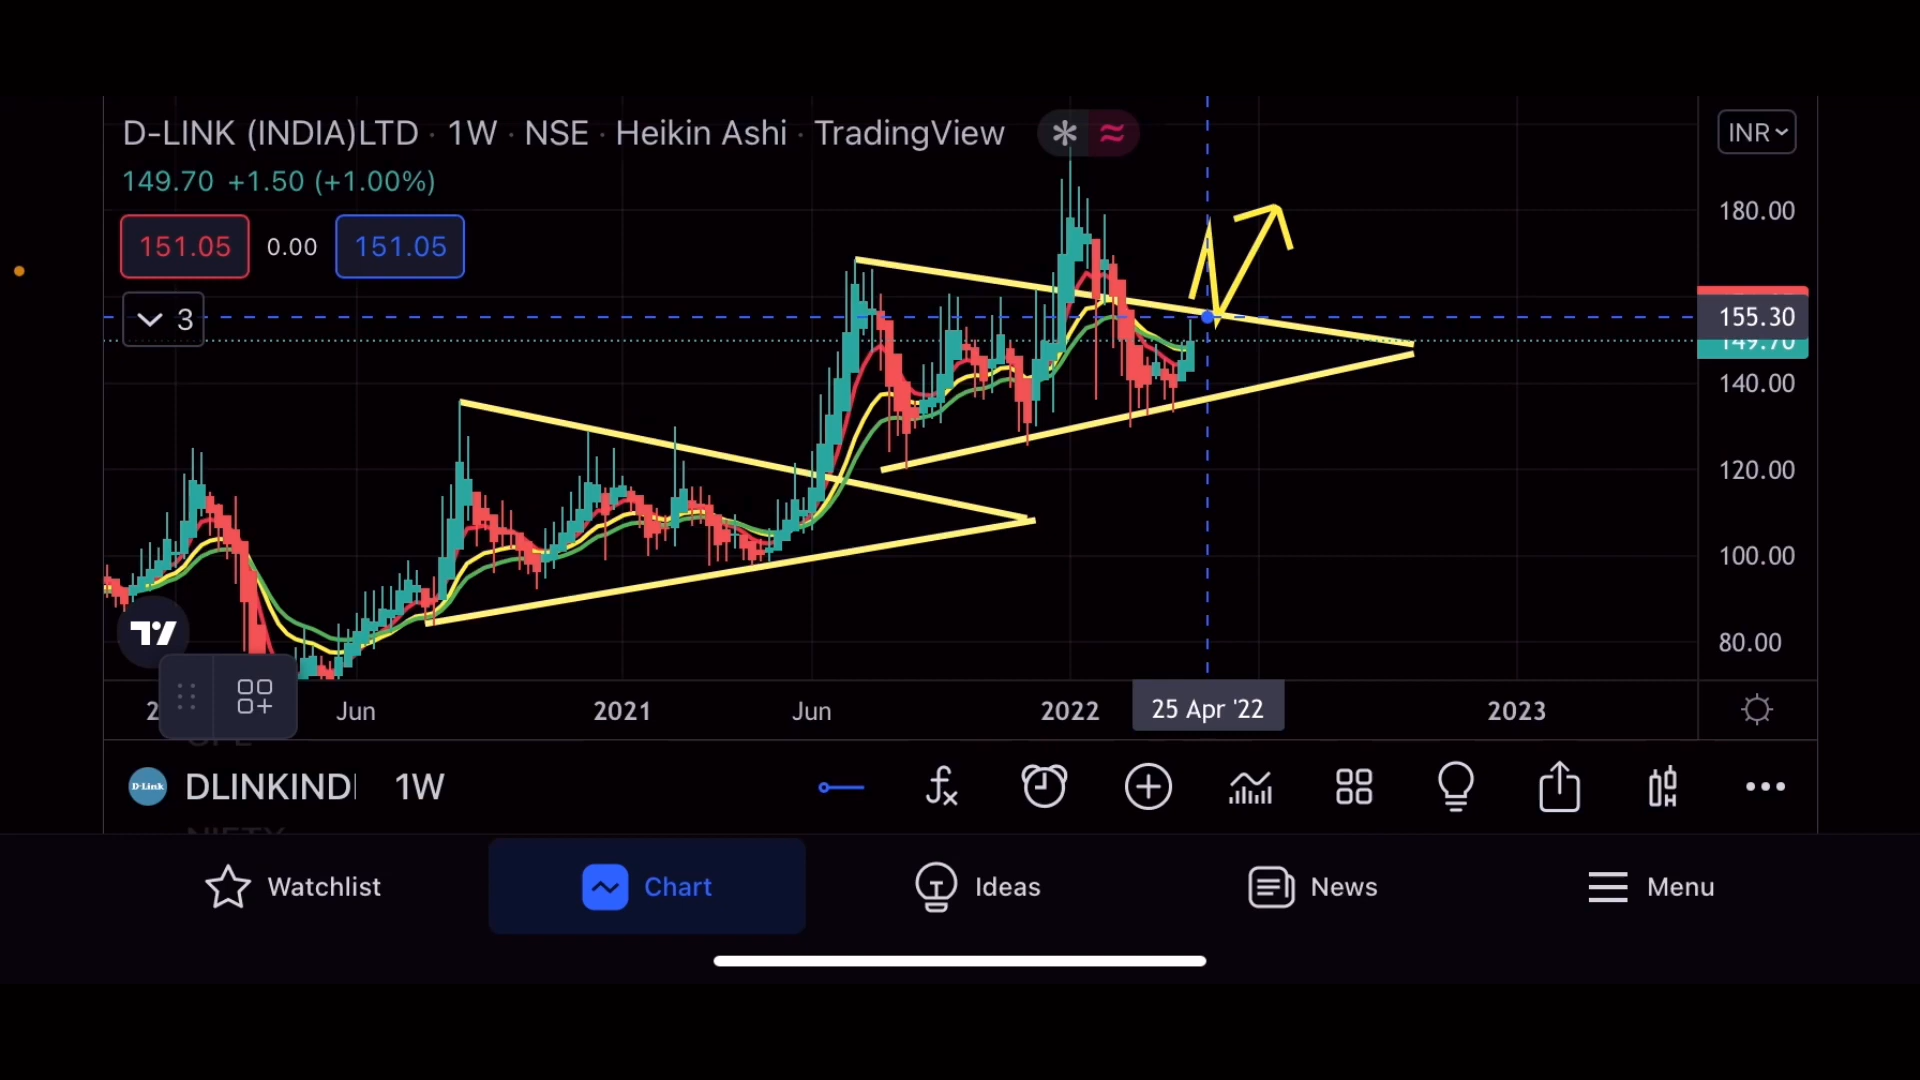 D-LINK (INDIA)LTD · 1W · NSE · Heikin Ashi · TradingView
INR
149.70 +1.50 (+1.00%)
151.05 0.00 151.05
3
180.00
155.30
149.70
140.00
120.00
100.00
80.00
Jun 2021 Jun 2022 25 Apr '22 2023
D-Link DLINKINDI 1W
Watchlist Chart Ideas News Menu